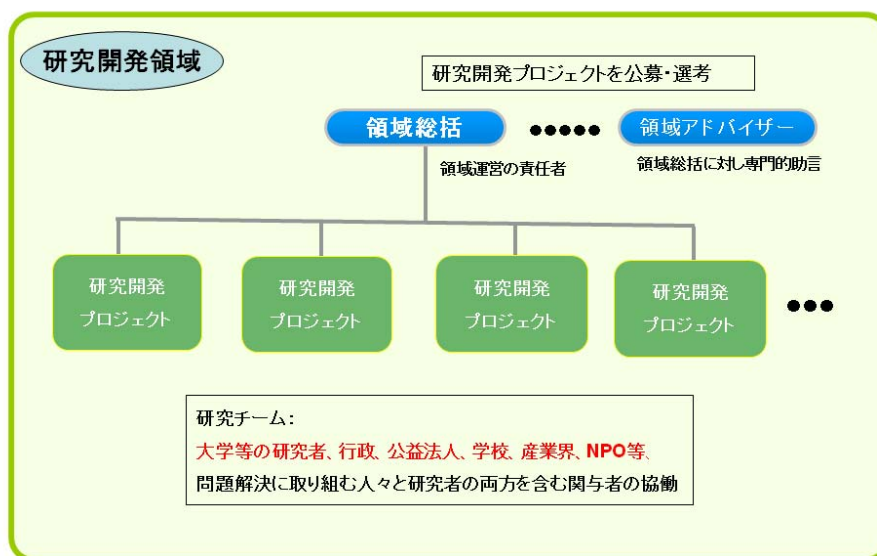 研究開発領域
研究開発プロジェクトを公募・選考
領域総括
●●●●●
領域アドバイザー
領域運営の責任者
領域総括に対し専門的助言
研究開発
プロジェクト
研究開発
プロジェクト
研究開発
プロジェクト
研究開発
プロジェクト
●●●
研究チーム：
大学等の研究者、行政、公益法人、学校、産業界、NPO等、
問題解決に取り組む人々と研究者の両方を含む関与者の協働